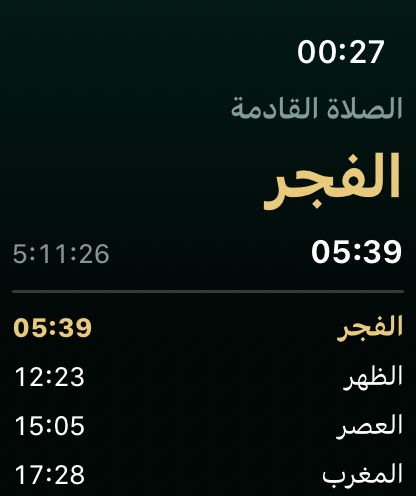 00:27
الصلاة القادمة
الفجر
05:39 5:11:26
الفجر 05:39
الظهر 12:23
العصر 15:05
المغرب 17:28